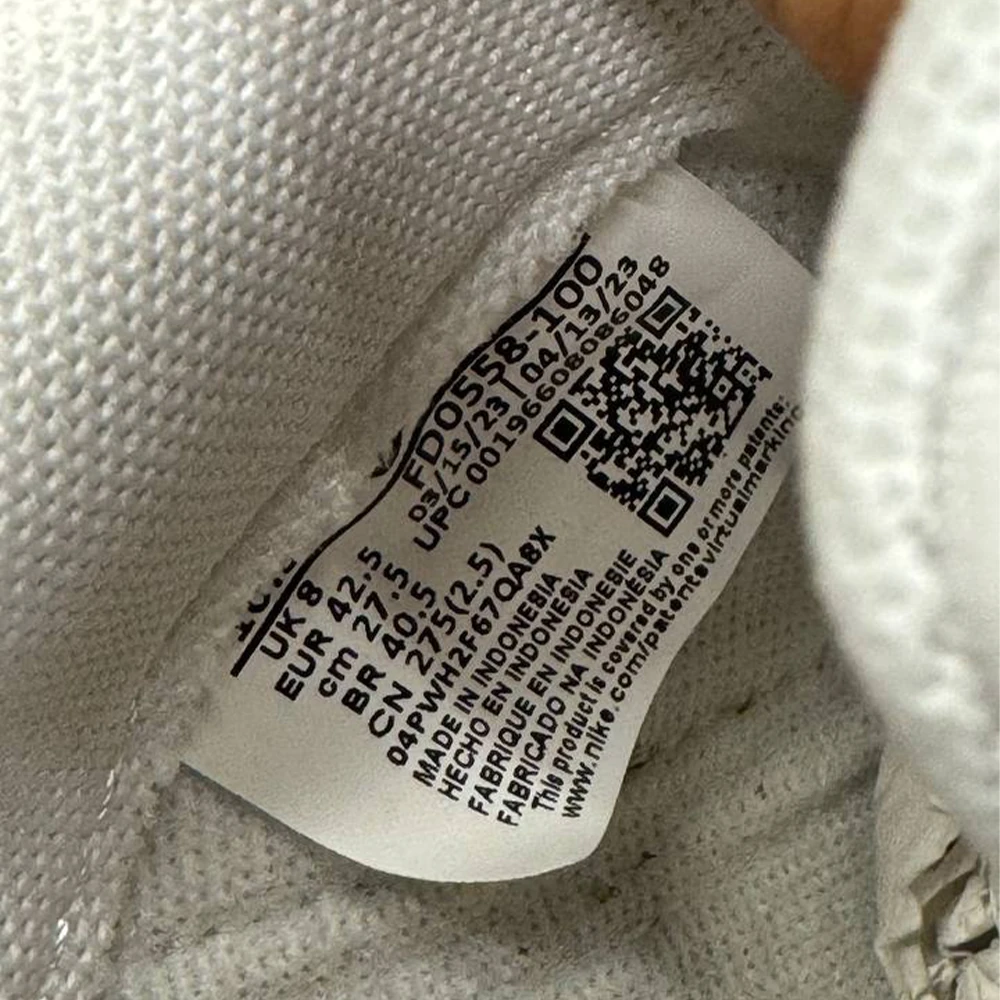 FD0558-100
03/15/23 | 04/13/23
UPC 00196608086048
UK 8
EUR 42.5
cm 27.5
BR 40.5
CN 275(2.5)
04PWH2F67QA8X
MADE IN INDONESIA
HECHO EN INDONESIA
FABRIQUE EN INDONESIE
FABRICADO NA INDONESIA
This product is covered by one or more patents:
www.nike.com/patentsvirtualmarking